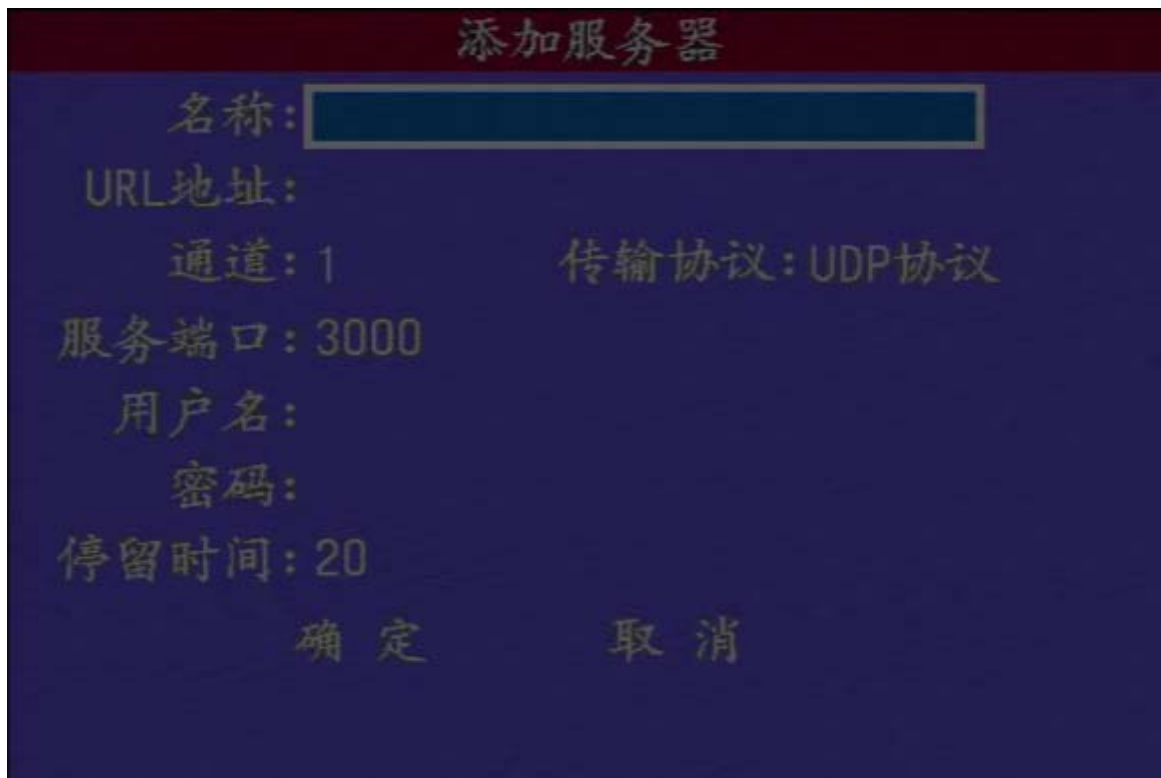 添加服务器
名称:
URL地址:
通道:1 传输协议:UDP协议
服务端口:3000
用户名:
密码:
停留时间:20
确 定 取 消